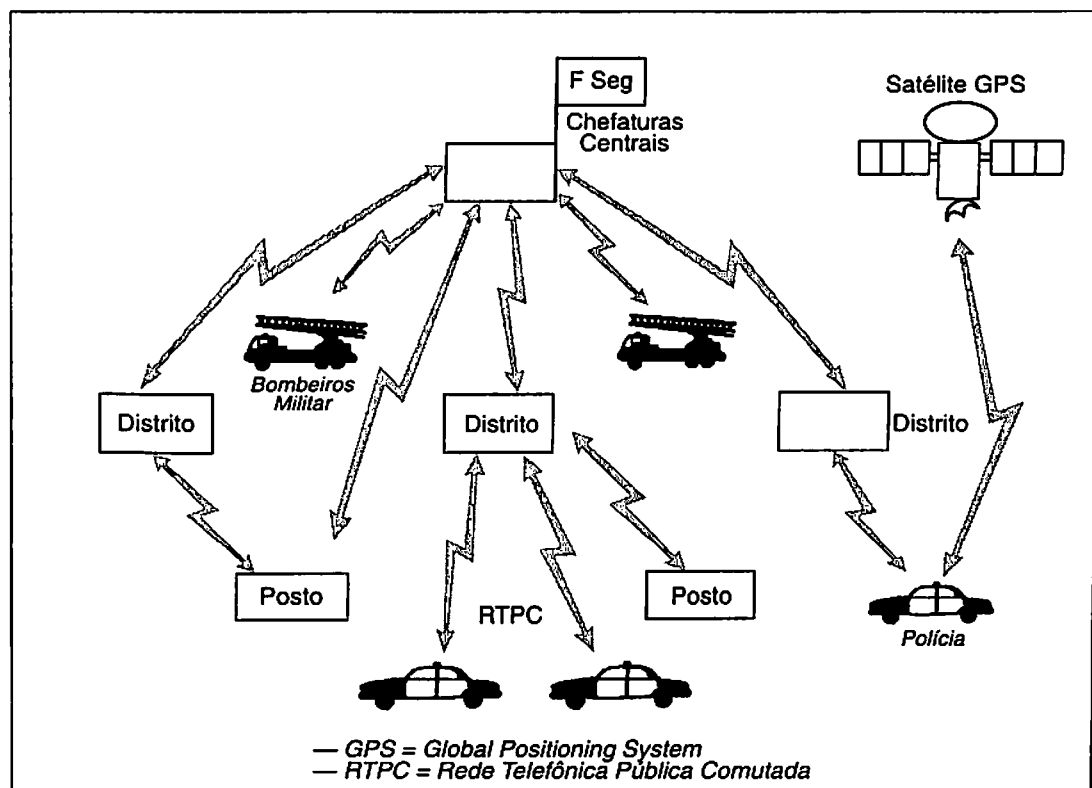 F Seg
Chefaturas
Centrais
Satélite GPS
Bombeiros
Militar
Distrito
Distrito
Distrito
Posto
RTPC
Posto
Polícia
— GPS = Global Positioning System
— RTPC = Rede Telefônica Pública Comutada